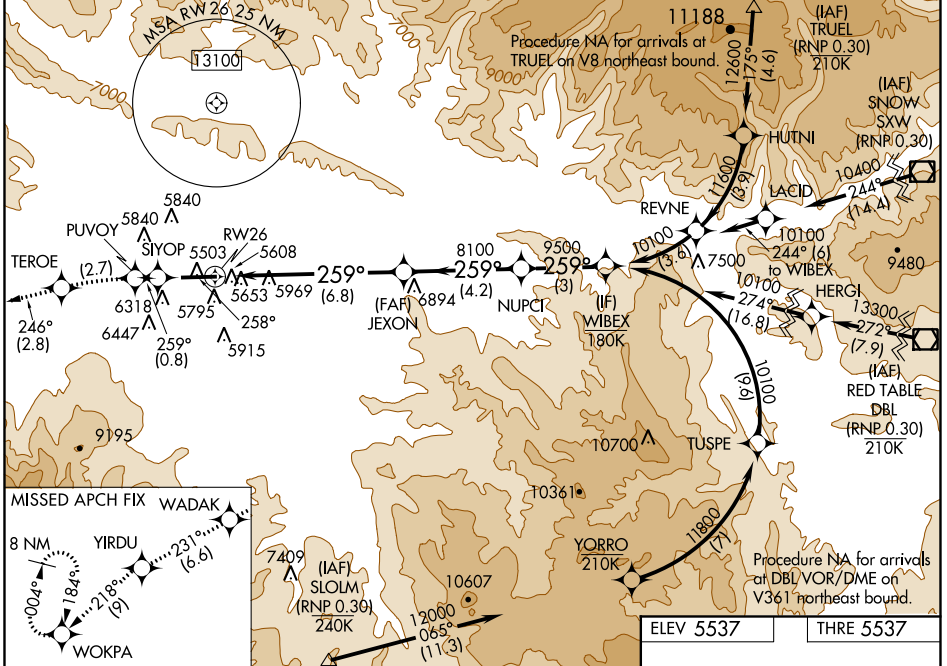 MSA RW26 25 NM
13100
7000
9000
11188
Procedure NA for arrivals at
TRUEL on V8 northeast bound.
12600
175°
(4.6)
(IAF)
TRUEL
(RNP 0.30)
210K
(IAF)
SNOW
SXW
(RNP 0.30)
HUTNI
11600
(3.9)
10400
244°
(14.4)
LACID
REVNE
10100
244° (6)
to WIBEX
10100
(3.6)
7500
9480
5840
5840
PUVOY
SIYOP
5503
RW26
5608
TEROE
(2.7)
5653
5969
6318
5795
258°
6447
259°
(0.8)
5915
246°
(2.8)
259°
(6.8)
(FAF)
JEXON
6894
8100
259°
(4.2)
NUPCI
9500
259°
(3)
(IF)
WIBEX
180K
10100
274°
(16.8)
HERGI
13300
272°
(7.9)
(IAF)
RED TABLE
DBL
(RNP 0.30)
210K
10100
(9.6)
TUSPE
9195
10700
10361
11800
(7)
YORRO
210K
Procedure NA for arrivals
at DBL VOR/DME on
V361 northeast bound.
MISSED APCH FIX
WADAK
8 NM
YIRDU
231°
(6.6)
004°
184°
218°
(9)
WOKPA
7409
(IAF)
SLOLM
(RNP 0.30)
240K
10607
12000
065°
(11.3)
ELEV 5537
THRE 5537